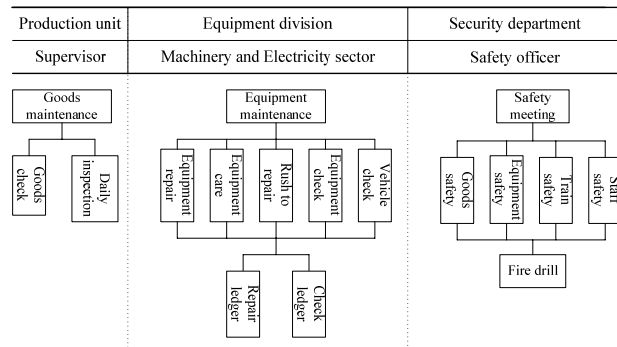 Production unit
Equipment division
Security department
Supervisor
Machinery and Electricity sector
Safety officer
Goods
maintenance
Equipment
maintenance
Safety
meeting
Goods
check
Daily
inspection
Equipment
repair
Equipment
care
Rush to
repair
Equipment
check
Vehicle
check
Goods
safety
Equipment
safety
Train
safety
Staff
safety
Repair
ledger
Check
ledger
Fire drill